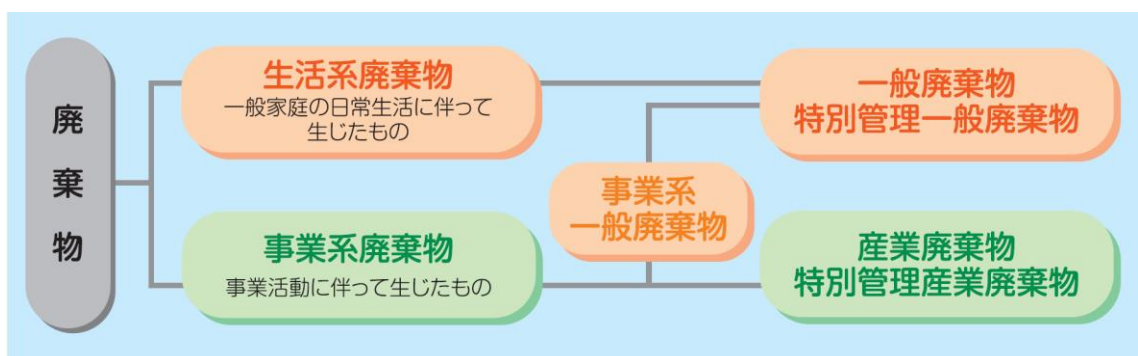 廃棄物
生活系廃棄物
一般家庭の日常生活に伴って
生じたもの
一般廃棄物
特別管理一般廃棄物
事業系
一般廃棄物
事業系廃棄物
事業活動に伴って生じたもの
産業廃棄物
特別管理産業廃棄物